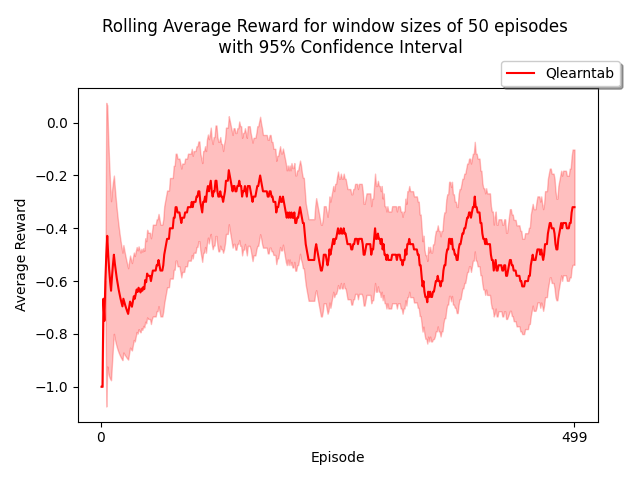 Rolling Average Reward for window sizes of 50 episodes
with 95% Confidence Interval
Qlearntab
0.0
−0.2
−0.4
−0.6
−0.8
−1.0
Average Reward
0
499
Episode